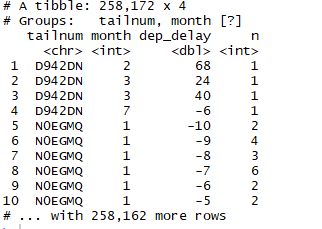 # A tibble: 258,172 x 4
# Groups: tailnum, month [?]
tailnum month dep_delay n
<chr> <int> <dbl> <int>
1 D942DN 2 68 1
2 D942DN 3 24 1
3 D942DN 3 40 1
4 D942DN 7 -6 1
5 N0EGMQ 1 -10 2
6 N0EGMQ 1 -9 4
7 N0EGMQ 1 -8 3
8 N0EGMQ 1 -7 6
9 N0EGMQ 1 -6 2
10 N0EGMQ 1 -5 2
# ... with 258,162 more rows